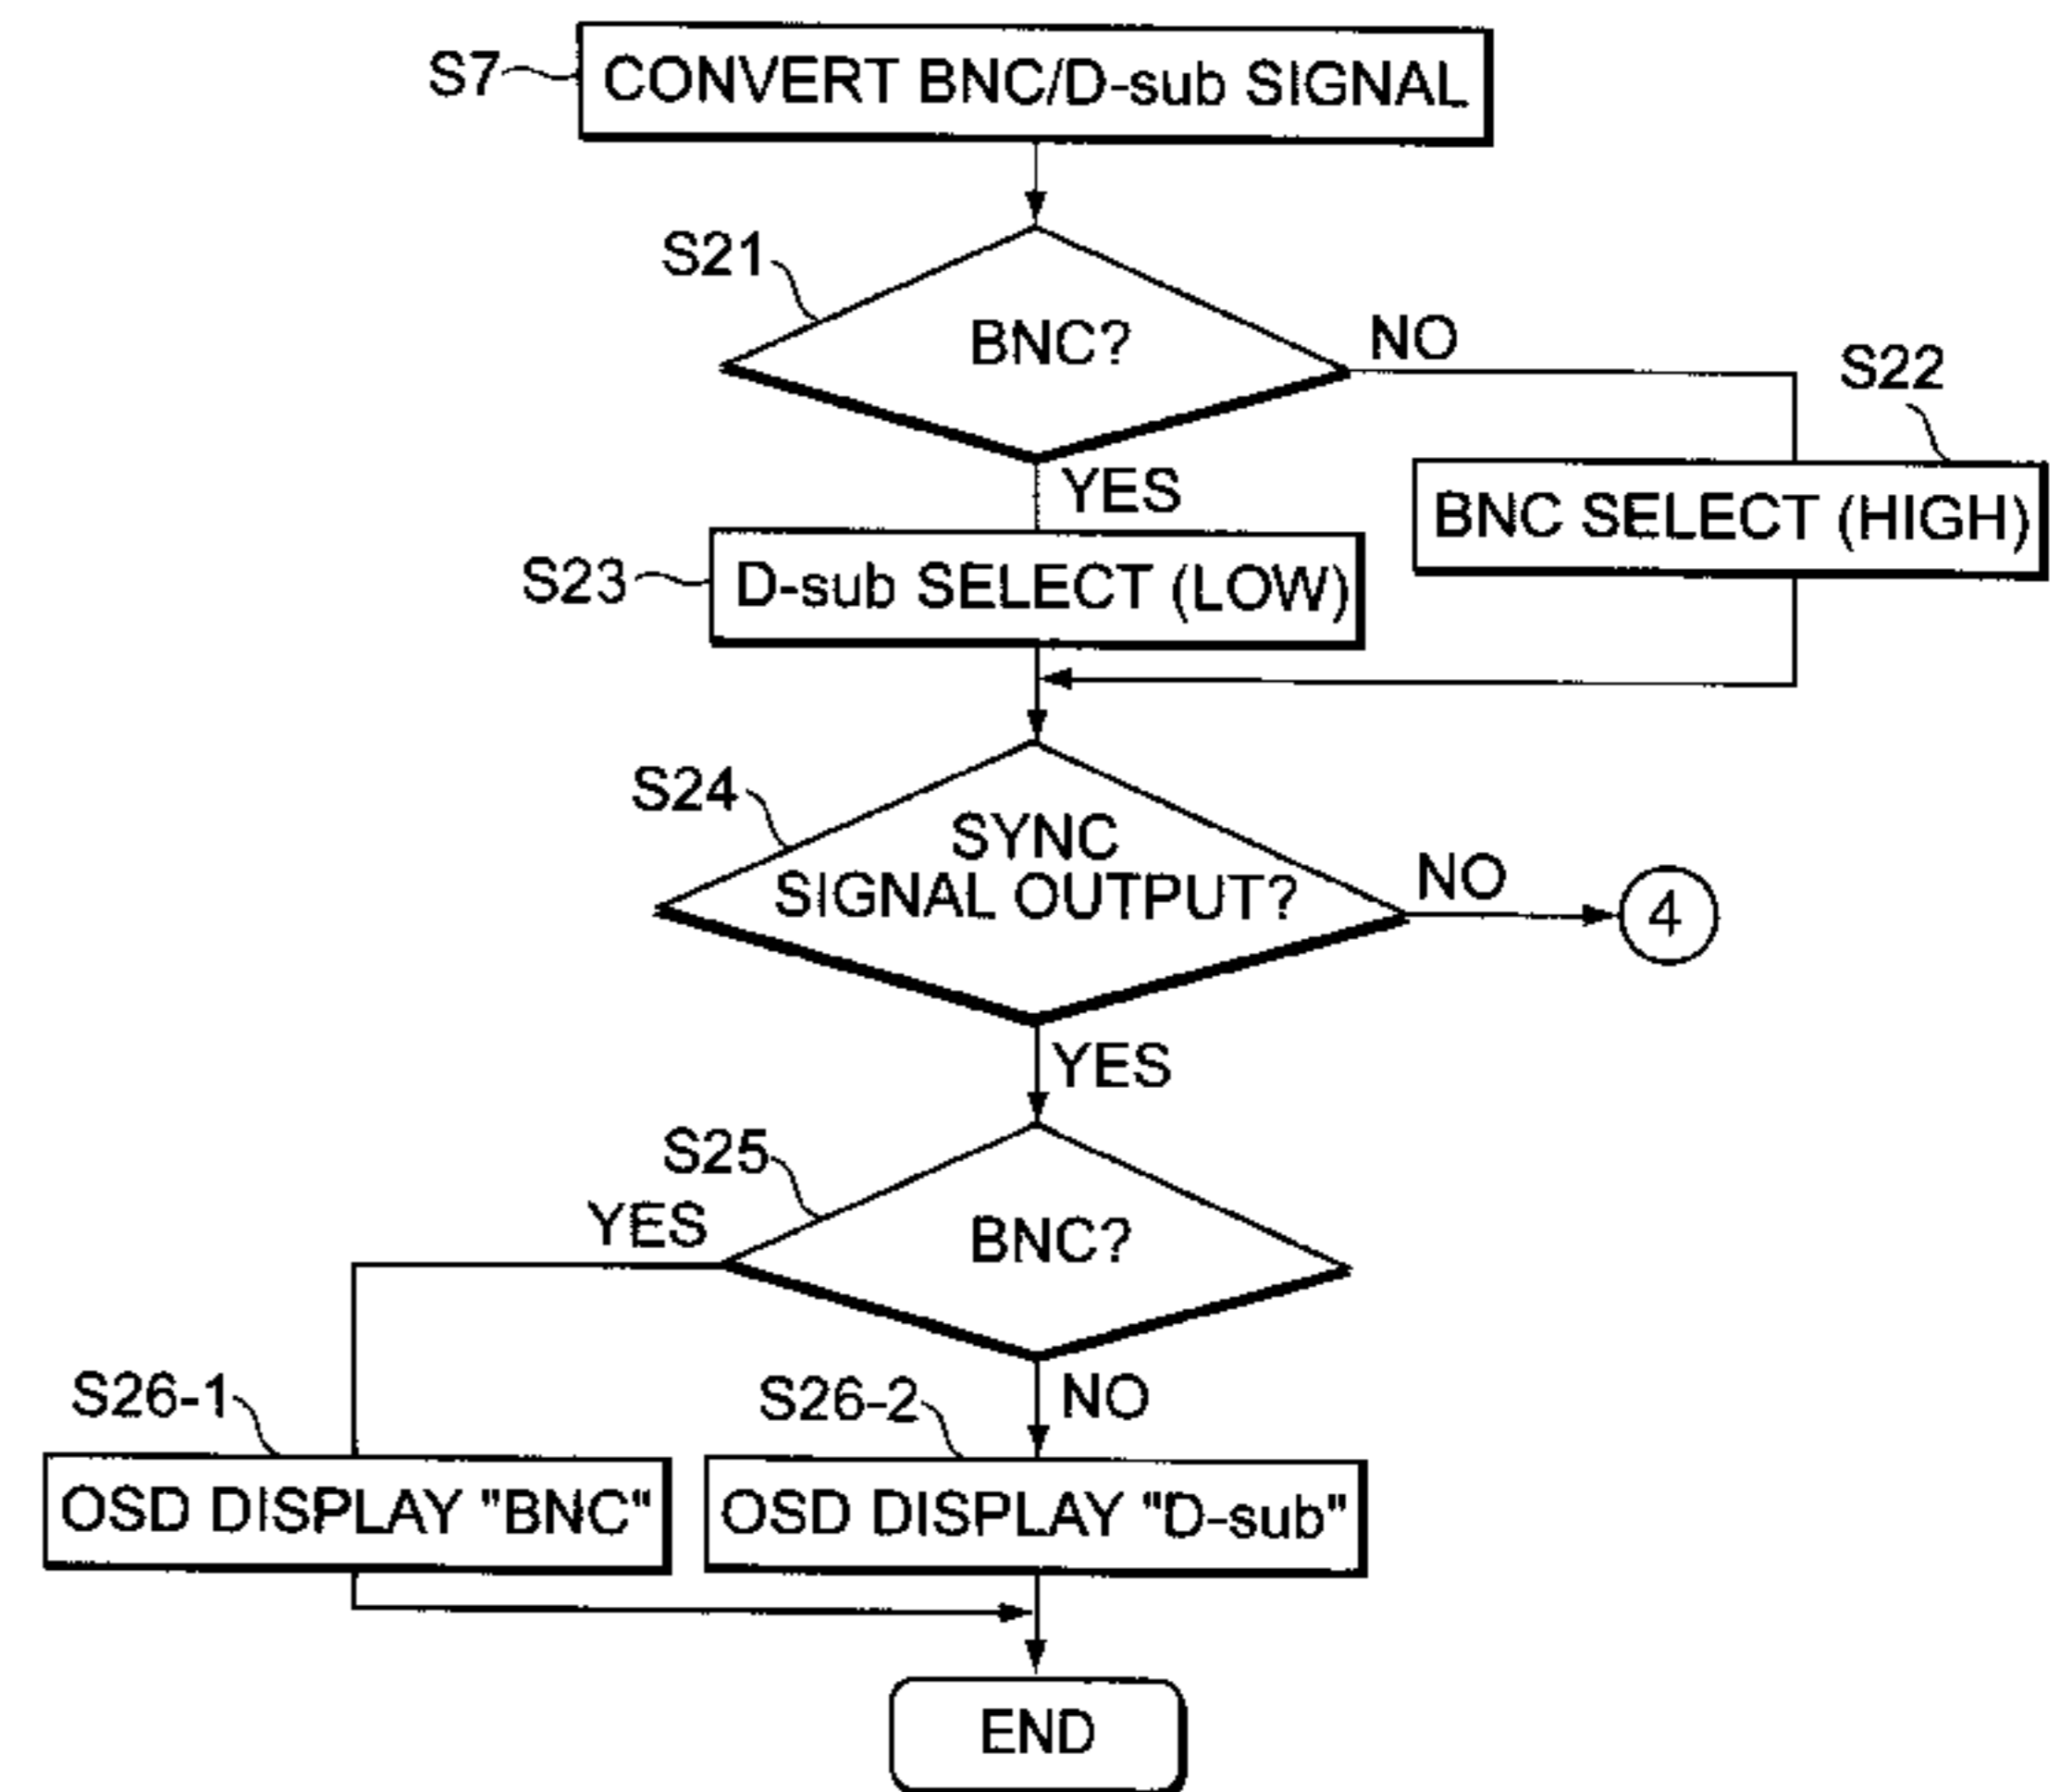 S7
CONVERT BNC/D-sub SIGNAL
S21
BNC?
NO
S22
YES
BNC SELECT (HIGH)
S23
D-sub SELECT (LOW)
S24
SYNC
SIGNAL OUTPUT?
NO
4
YES
S25
YES
BNC?
S26-1
S26-2
NO
OSD DISPLAY "BNC"
OSD DISPLAY "D-sub"
END